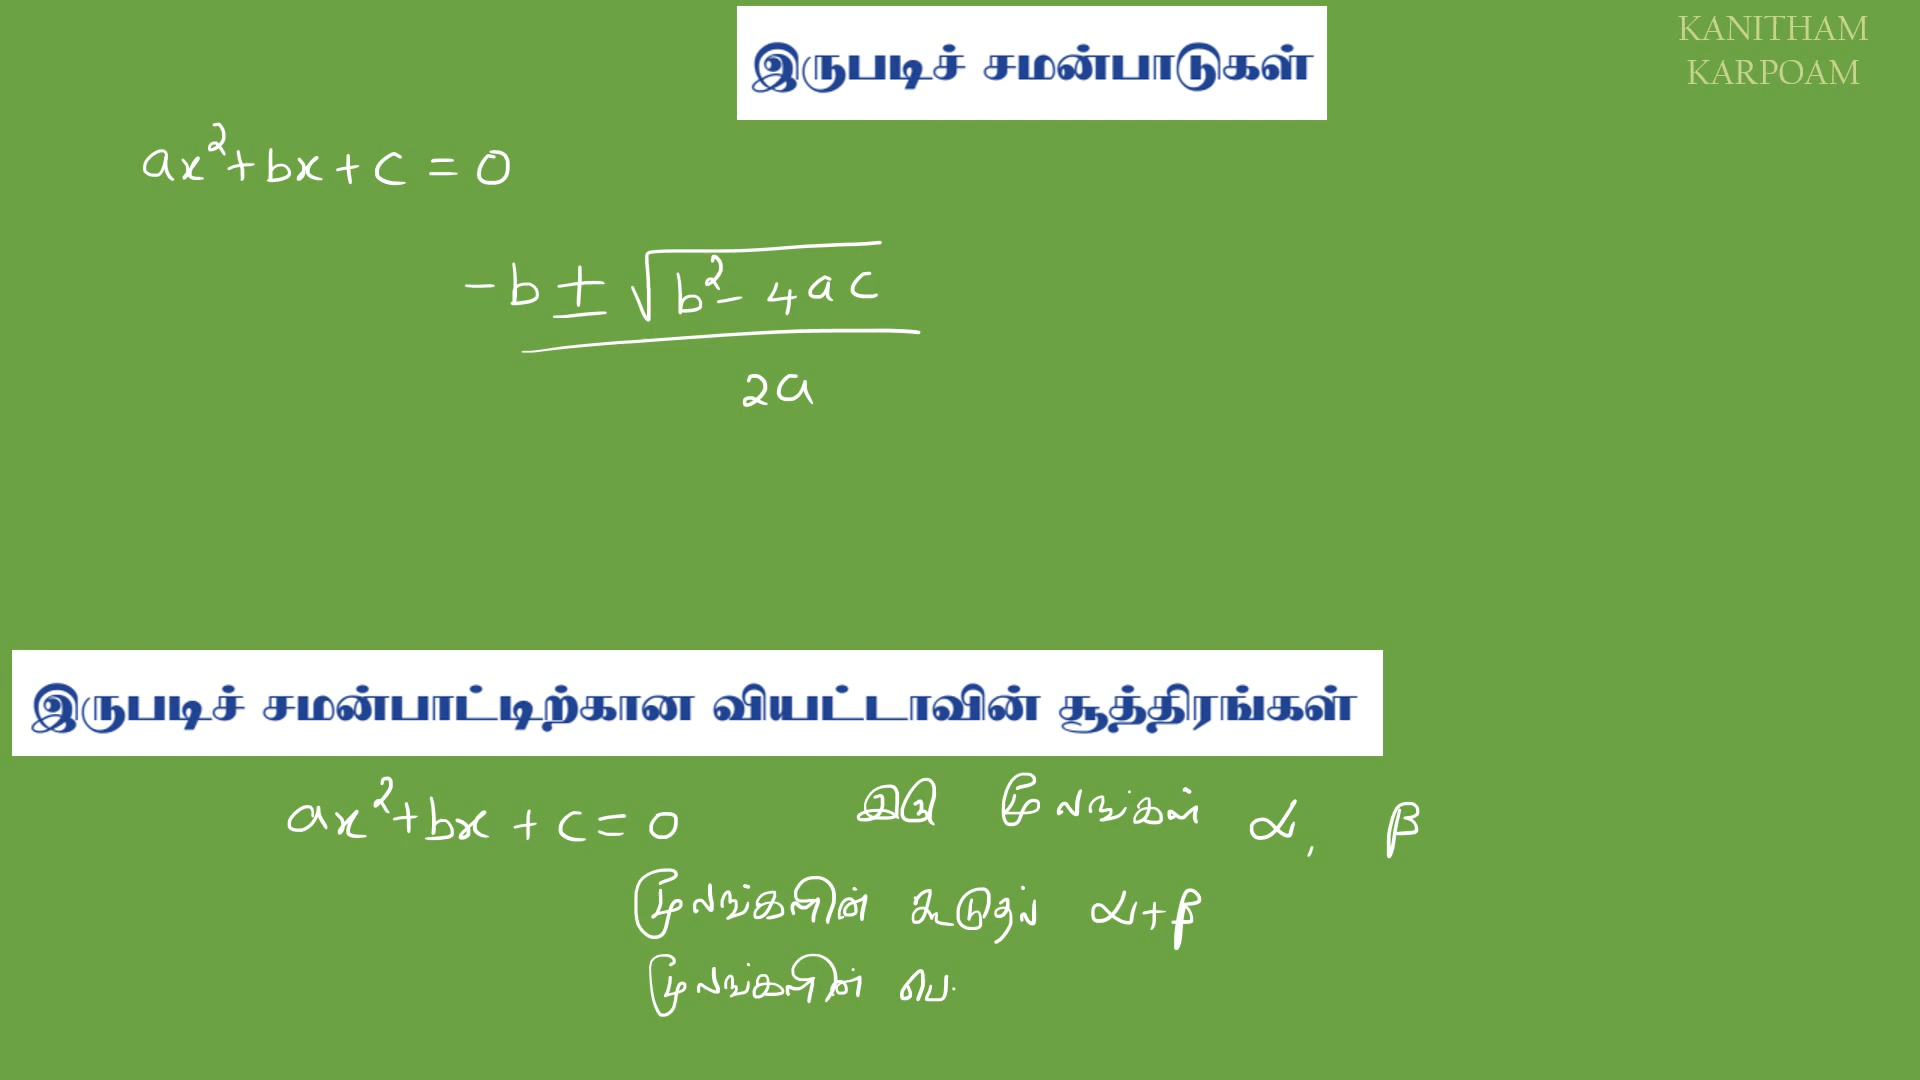 இருபடிச் சமன்பாடுகள்
KANITHAM
KARPOAM
ax²+bx+c=0
-b±√b²-4ac
2a
இருபடிச் சமன்பாட்டிற்கான வியட்டாவின் சூத்திரங்கள்
ax²+bx+c=0 இரு மூலங்கள் α, β
மூலங்களின் கூடுதல் α+β
மூலங்களின் பெ